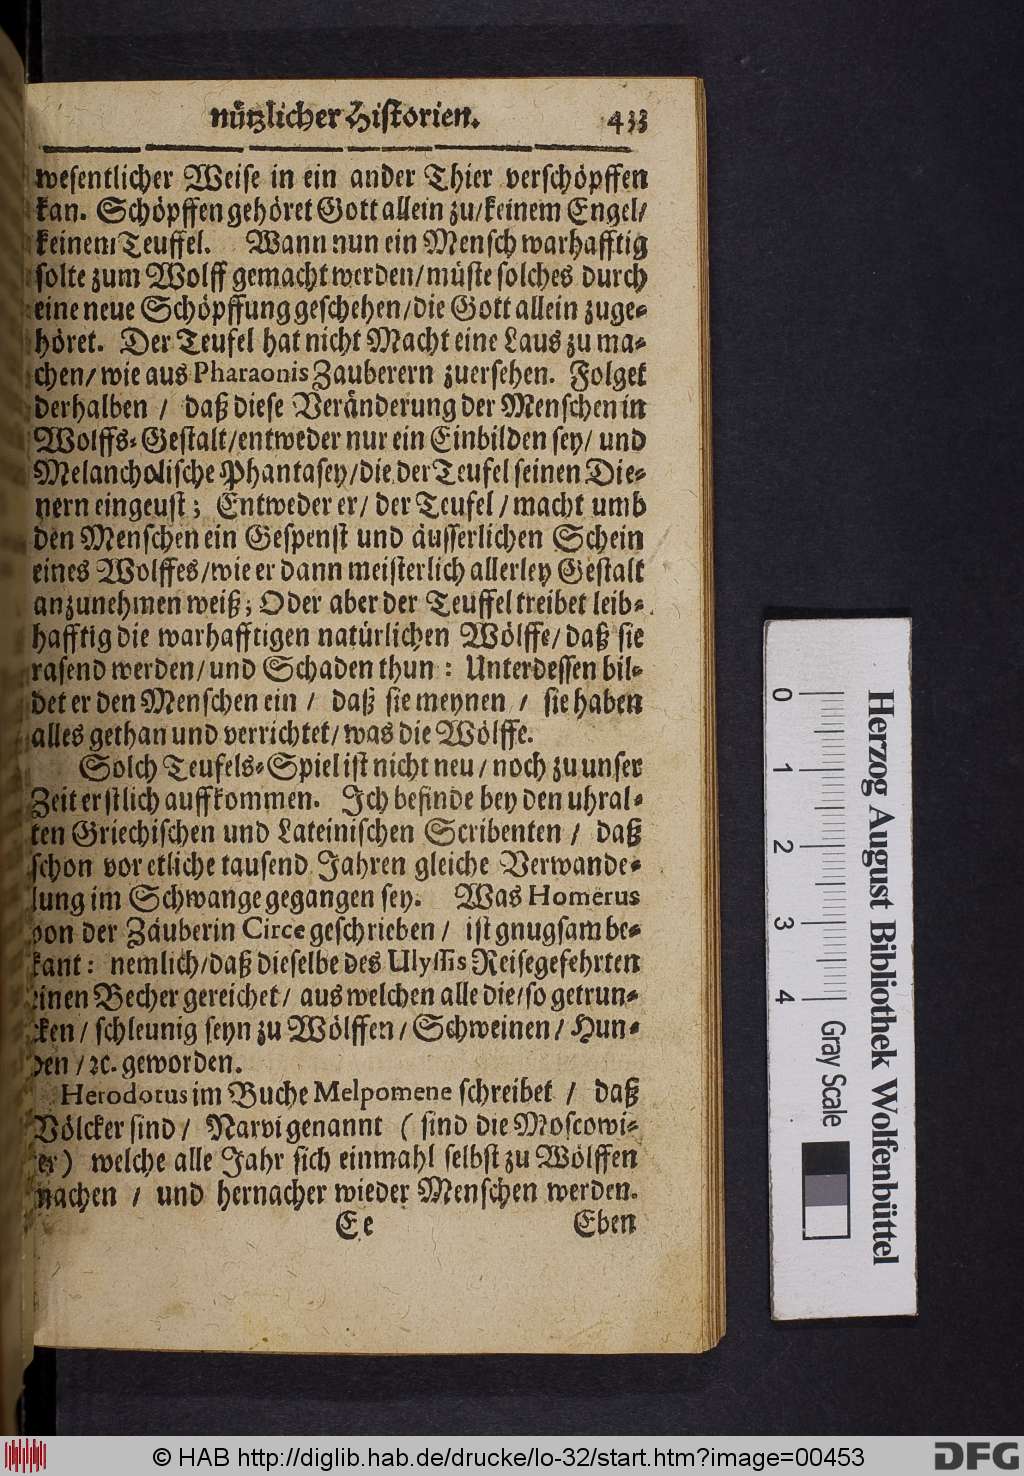 nützlicher Historien. 433
wesentlicher Weise in ein ander Thier verschöpffen
kan. Schöpffen gehöret Gott allein zu/keinem Engel/
keinem Teuffel. Wann nun ein Mensch warhafftig
solte zum Wolff gemacht werden/müste solches durch
eine neue Schöpffung geschehen/die Gott allein zuge-
höret. Der Teufel hat nicht Macht eine Laus zu ma-
chen/wie aus Pharaonis Zauberern zuersehen. Folget
derhalben / daß diese Veränderung der Menschen in
Wolffs-Gestalt/entweder nur ein Einbilden sey/ und
Melancholische Phantasey/die der Teufel seinen Die-
nern eingeust; Entweder er/ der Teufel/macht umb
den Menschen ein Gespenst und äusserlichen Schein
eines Wolffes/wie er dann meisterlich allerley Gestalt
anzunehmen weiß; Oder aber der Teuffel treibet leib-
hafftig die warhafftigen natürlichen Wölffe/daß sie
rasend werden/und Schaden thun: Unterdessen bil-
det er den Menschen ein / daß sie meynen / sie haben
alles gethan und verrichtet/was die Wölffe.
Solch Teufels-Spiel ist nicht neu/noch zu unser
Zeit erstlich auffkommen. Ich befinde bey den uhral-
ten Griechischen und Lateinischen Scribenten / daß
schon vor etliche tausend Jahren gleiche Verwande-
lung im Schwange gegangen sey. Was Homerus
von der Zäuberin Circe geschrieben / ist gnugsam be-
kant: nemlich/daß dieselbe des Ulyssis Reisegefehrten
einen Becher gereichet/ aus welchen alle die/so getrun-
cken/ schleunig seyn zu Wölffen/Schweinen/Hun-
den /ꝛc. geworden.
Herodotus im Buche Melpomene schreibet / daß
Völcker sind/ Narvi genannt (sind die Moscowi-
er) welche alle Jahr sich einmahl selbst zu Wölffen
machen / und hernacher wieder Menschen werden.
Ee Eben
0 1 2 3 4 Gray Scale
Herzog August Bibliothek Wolfenbüttel
© HAB http://diglib.hab.de/drucke/lo-32/start.htm?image=00453
DFG